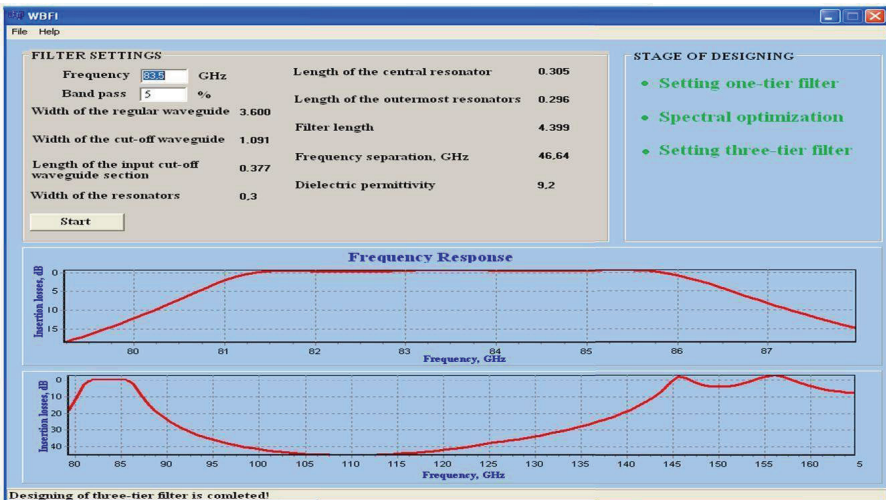 WBFI
File Help
FILTER SETTINGS
Frequency 83.5 GHz
Band pass 5 %
Width of the regular waveguide 3.600
Width of the cut-off waveguide 1.091
Length of the input cut-off
waveguide section 0.377
Width of the resonators 0,3
Start
Length of the central resonator 0.305
Length of the outermost resonators 0.296
Filter length 4.399
Frequency separation, GHz 46,64
Dielectric permittivity 9,2
STAGE OF DESIGNING
• Setting one-tier filter
• Spectral optimization
• Setting three-tier filter
Frequency Response
Insertion losses, dB
0
5
10
15
80 81 82 83 84 85 86 87
Frequency, GHz
Insertion losses, dB
0
10
20
30
40
80 85 90 95 100 105 110 115 120 125 130 135 140 145 150 155 160 5
Frequency, GHz
Designing of three-tier filter is comleted!